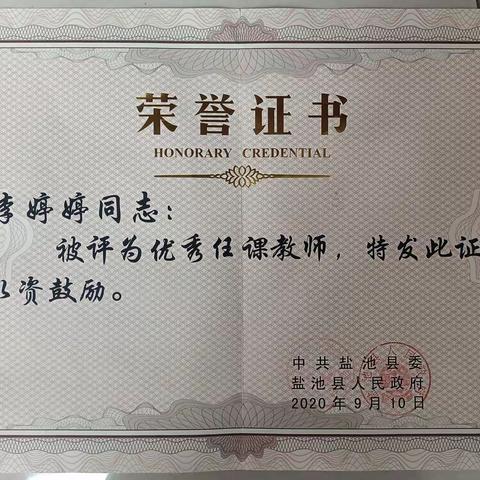 荣誉证书
HONORARY CREDENTIAL
李婷婷同志：
被评为优秀任课教师，特发此证
以资鼓励。
中共盐池县委
盐池县人民政府
2020年9月10日